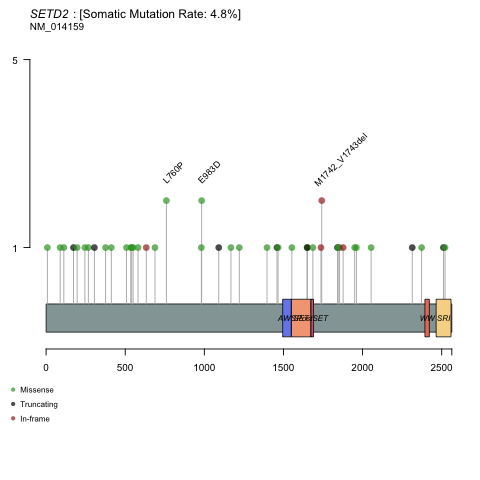 SETD2 : [Somatic Mutation Rate: 4.8%]
NM_014159
5
1
L760P
E983D
M1742_V1743del
AWS
SET
PostSET
WW
SRI
0 500 1000 1500 2000 2500
Missense
Truncating
In-frame